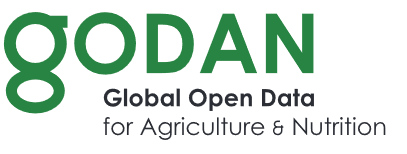 gODAN
Global Open Data
for Agriculture & Nutrition